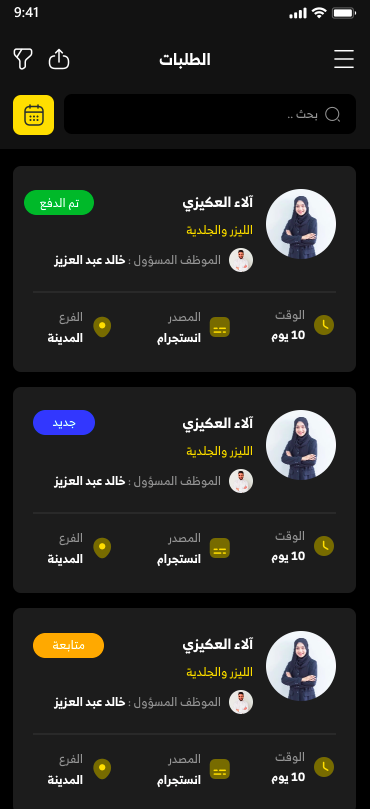 9:41
الطلبات
بحث ..
آلاء العكيزي
تم الدفع
الليزر والجلدية
الموظف المسؤول : خالد عبد العزيز
الوقت
10 يوم
المصدر
انستجرام
الفرع
المدينة
آلاء العكيزي
جديد
الليزر والجلدية
الموظف المسؤول : خالد عبد العزيز
الوقت
10 يوم
المصدر
انستجرام
الفرع
المدينة
آلاء العكيزي
متابعة
الليزر والجلدية
الموظف المسؤول : خالد عبد العزيز
الوقت
10 يوم
المصدر
انستجرام
الفرع
المدينة